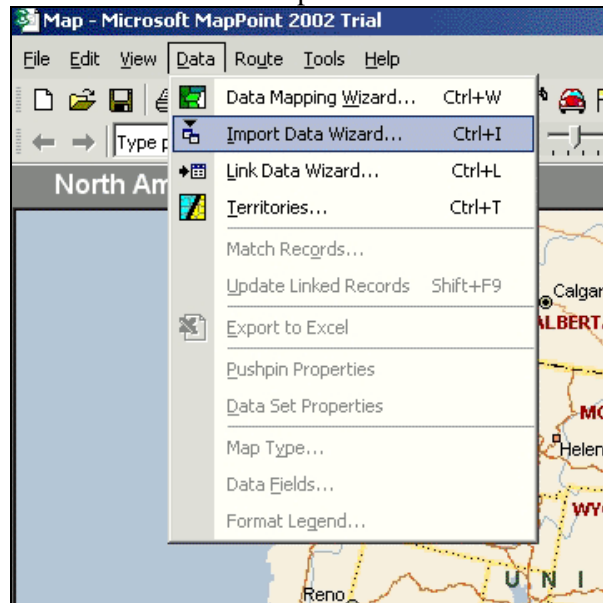 Map - Microsoft MapPoint 2002 Trial
File Edit View Data Route Tools Help
Data Mapping Wizard... Ctrl+W
Import Data Wizard... Ctrl+I
Link Data Wizard... Ctrl+L
Territories... Ctrl+T
Match Records...
Update Linked Records Shift+F9
Export to Excel
Pushpin Properties
Data Set Properties
Map Type...
Data Fields...
Format Legend...
Type
North Am
Calgar
ALBERT
MO
Helen
WY
U N I
Reno